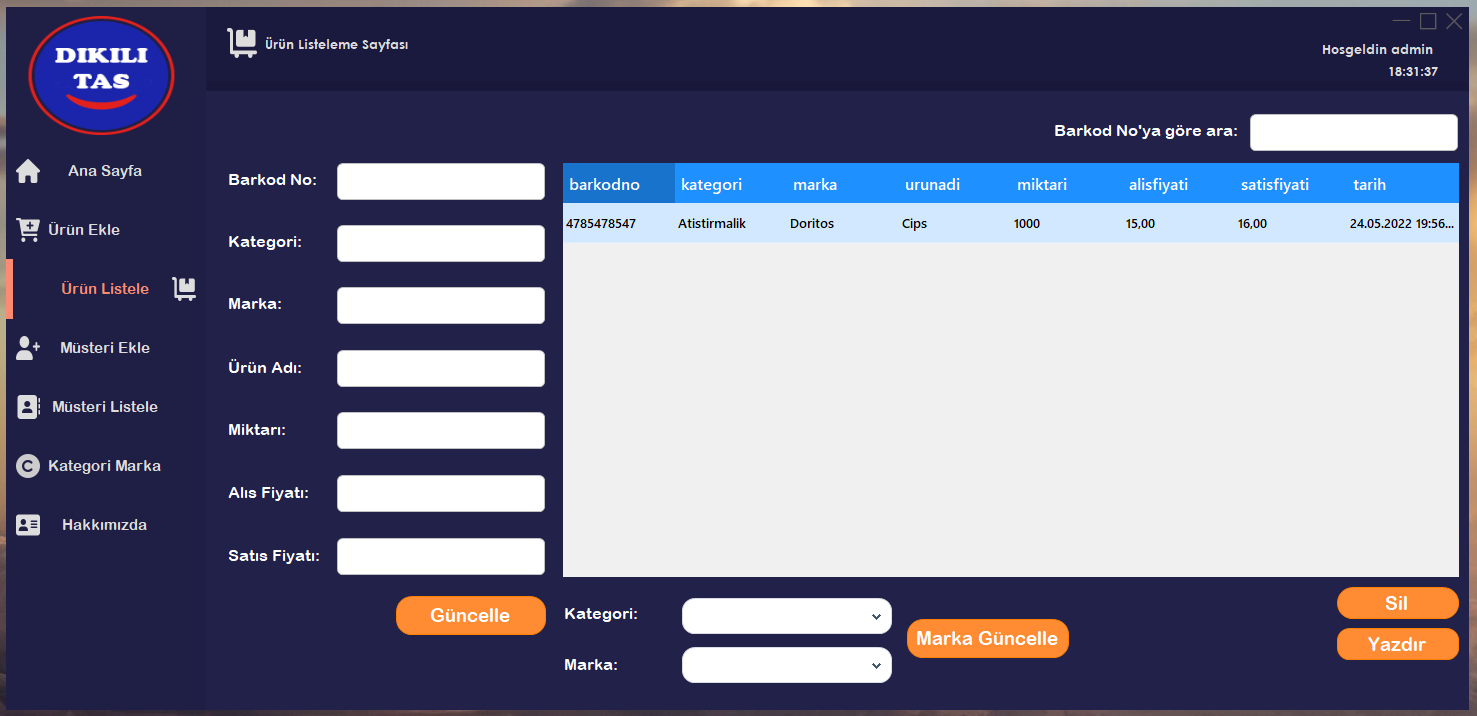 DIKILI
TAS
Ana Sayfa
Ürün Ekle
Ürün Listele
Müsteri Ekle
Müsteri Listele
Kategori Marka
Hakkımızda
Ürün Listeleme Sayfası
Hosgeldin admin
18:31:37
Barkod No'ya göre ara:
Barkod No:
Kategori:
Marka:
Ürün Adı:
Miktarı:
Alıs Fiyatı:
Satıs Fiyatı:
Güncelle
barkodno kategori marka urunadi miktari alisfiyati satisfiyati tarih
4785478547 Atistirmalik Doritos Cips 1000 15,00 16,00 24.05.2022 19:56...
Kategori:
Marka:
Marka Güncelle
Sil
Yazdır